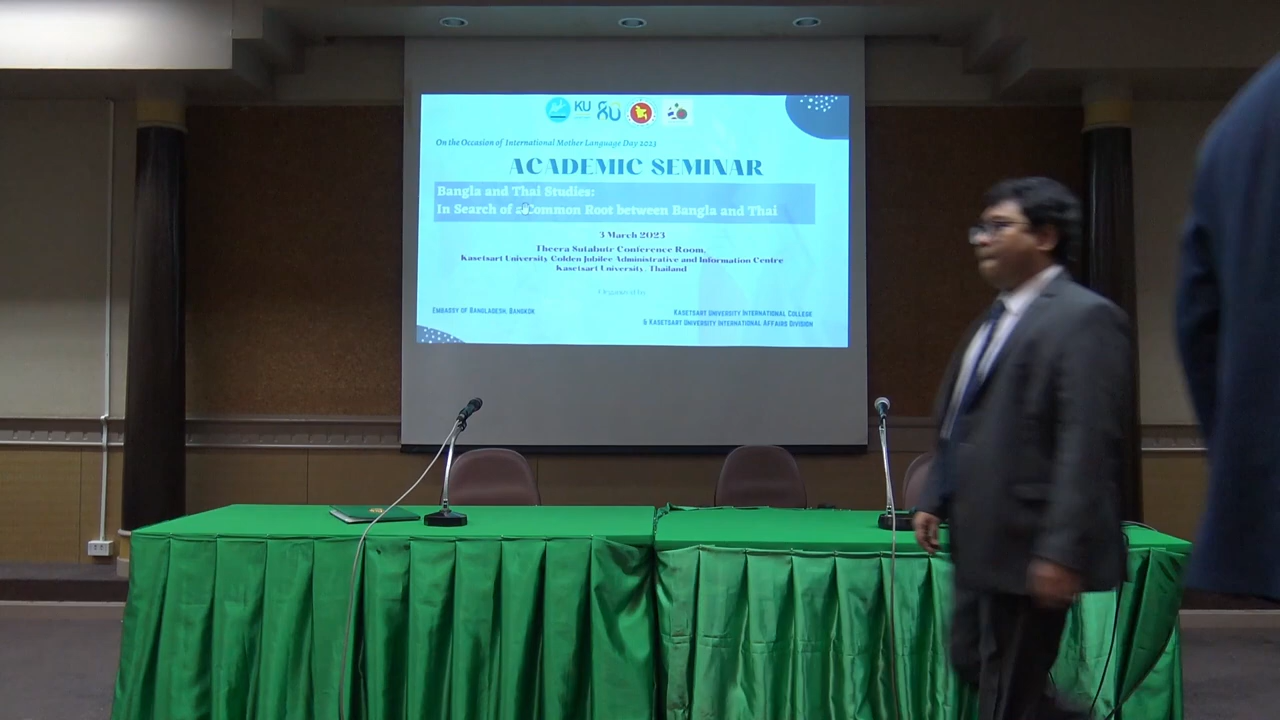 KU
80
On the Occasion of International Mother Language Day 2023
ACADEMIC SEMINAR
Bangla and Thai Studies:
In Search of a Common Root between Bangla and Thai
3 March 2023
Theera Sutabutr Conference Room,
Kasetsart University Golden Jubilee Administrative and Information Centre
Kasetsart University, Thailand
Organized by
Embassy of Bangladesh, Bangkok
Kasetsart University International College
& Kasetsart University International Affairs Division